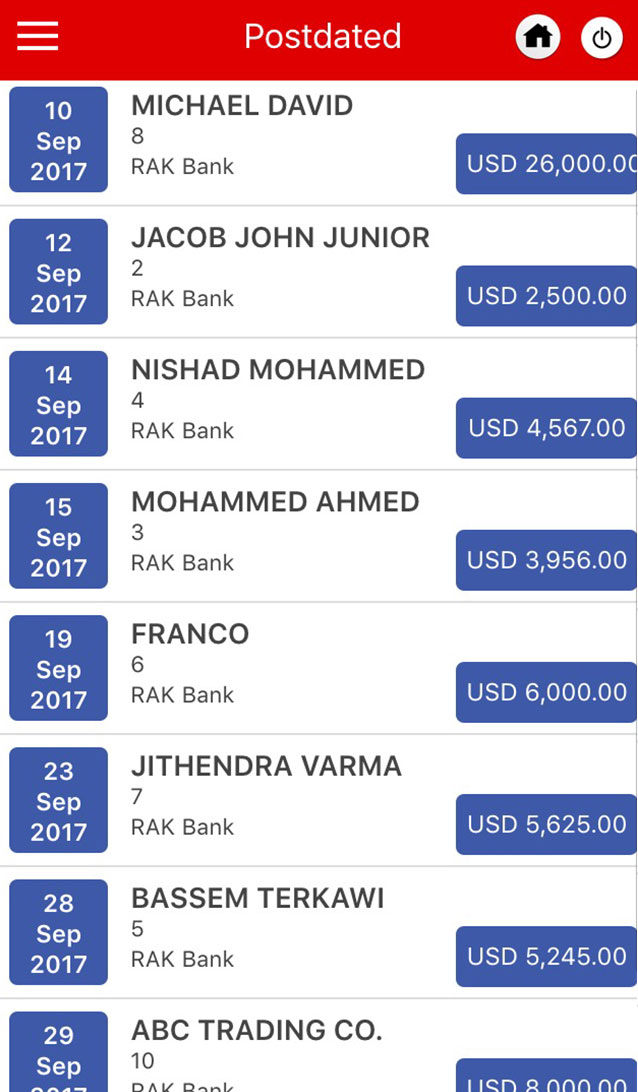 Postdated
10
Sep
2017
MICHAEL DAVID
8
RAK Bank
USD 26,000.00
12
Sep
2017
JACOB JOHN JUNIOR
2
RAK Bank
USD 2,500.00
14
Sep
2017
NISHAD MOHAMMED
4
RAK Bank
USD 4,567.00
15
Sep
2017
MOHAMMED AHMED
3
RAK Bank
USD 3,956.00
19
Sep
2017
FRANCO
6
RAK Bank
USD 6,000.00
23
Sep
2017
JITHENDRA VARMA
7
RAK Bank
USD 5,625.00
28
Sep
2017
BASSEM TERKAWI
5
RAK Bank
USD 5,245.00
29
Sep
2017
ABC TRADING CO.
10
RAK Bank
USD 8,000.00